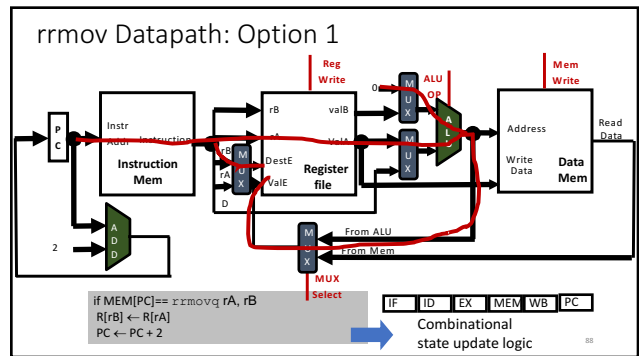 rrmov Datapath: Option 1
Reg
Write
Mem
Write
0
ALU
OP
M
U
X
P
C
Instr
Addr
Instruction
Instruction
Mem
rB
rA
rB
rA
D
M
U
X
DestE
ValE
valB
ValA
Register
file
M
U
X
A
L
U
Address
Write
Data
Data
Mem
Read
Data
2
A
D
D
M
U
X
From ALU
From Mem
MUX
Select
if MEM[PC]== rrmovq rA, rB
R[rB] ← R[rA]
PC ← PC + 2
IF ID EX MEM WB PC
Combinational
state update logic
88